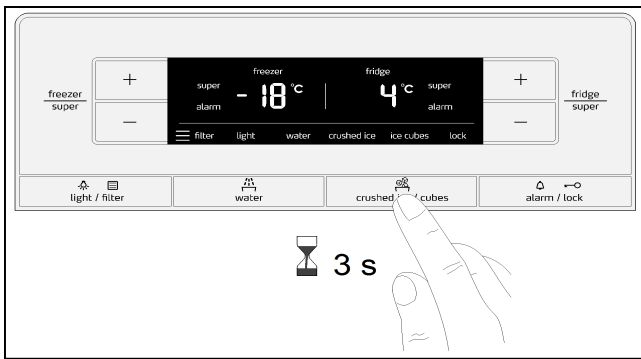 freezer
super
+
—
freezer
super - 18 °C
alarm
fridge
4 °C super
alarm
filter light water crushed ice ice cubes lock
+
—
fridge
super
light / filter
water
crushed / cubes
alarm / lock
3 s